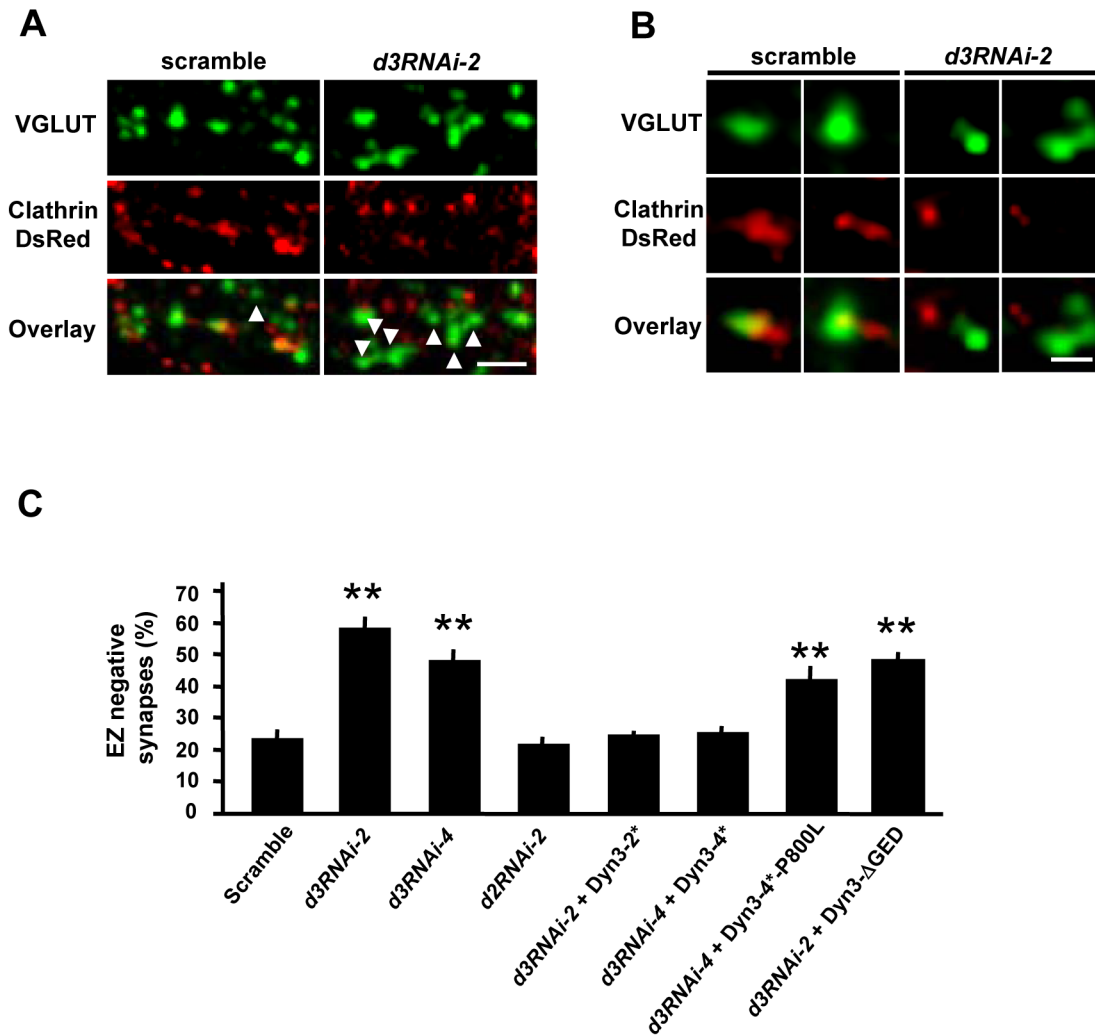 A
scramble
d3RNAi-2
VGLUT
Clathrin
DsRed
Overlay
B
scramble
d3RNAi-2
VGLUT
Clathrin
DsRed
Overlay
C
EZ negative
synapses (%)
70
60
50
40
30
20
10
0
**
**
**
**
Scramble
d3RNAi-2
d3RNAi-4
d2RNAi-2
d3RNAi-2 + Dyn3-2*
d3RNAi-4 + Dyn3-4*
d3RNAi-4 + Dyn3-4*-P800L
d3RNAi-2 + Dyn3-ΔGED